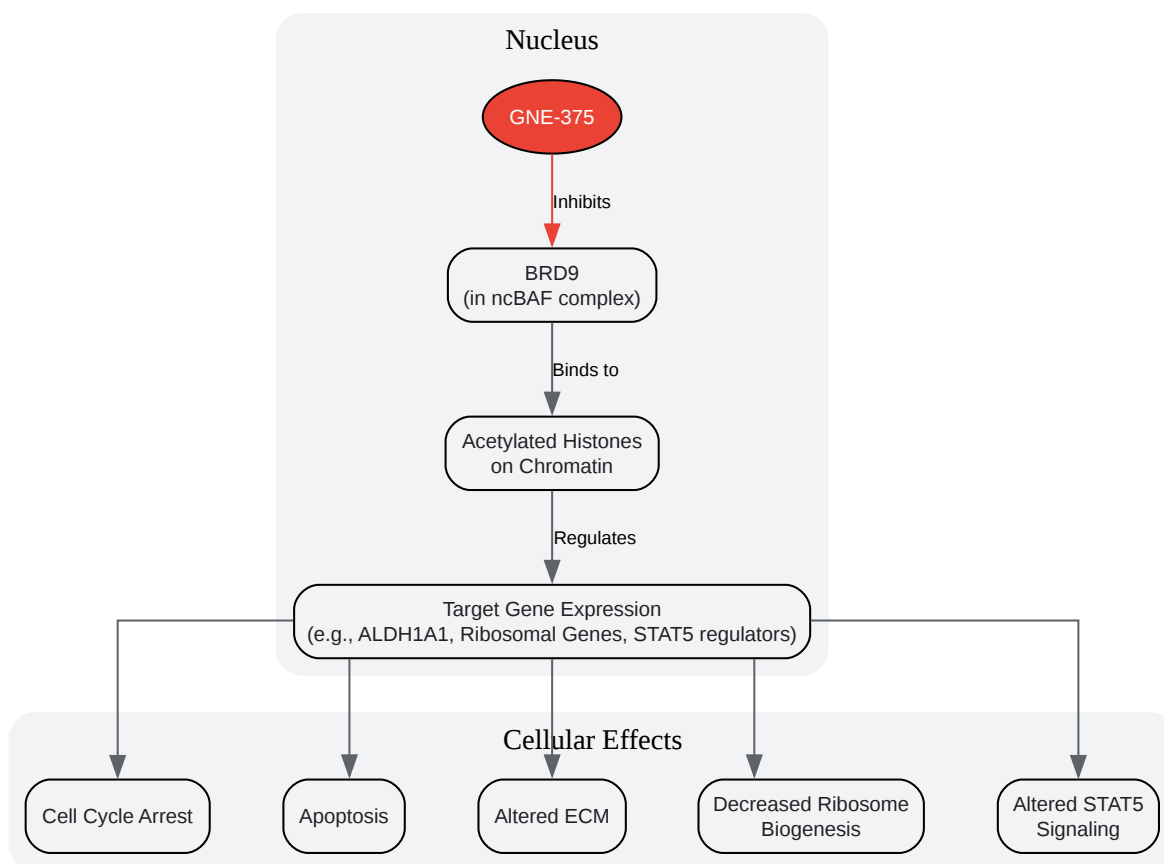 Nucleus
GNE-375
Inhibits
BRD9
(in ncBAF complex)
Binds to
Acetylated Histones
on Chromatin
Regulates
Target Gene Expression
(e.g., ALDH1A1, Ribosomal Genes, STAT5 regulators)
Cellular Effects
Cell Cycle Arrest
Apoptosis
Altered ECM
Decreased Ribosome
Biogenesis
Altered STAT5
Signaling